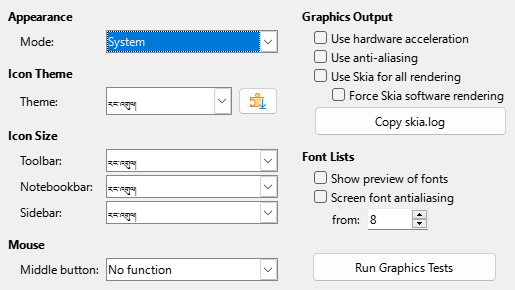 Appearance
Mode: System
Icon Theme
Theme: རང་འགུལ།
Icon Size
Toolbar: རང་འགུལ།
Notebookbar: རང་འགུལ།
Sidebar: རང་འགུལ།
Mouse
Middle button: No function
Graphics Output
Use hardware acceleration
Use anti-aliasing
Use Skia for all rendering
Force Skia software rendering
Copy skia.log
Font Lists
Show preview of fonts
Screen font antialiasing
from: 8
Run Graphics Tests